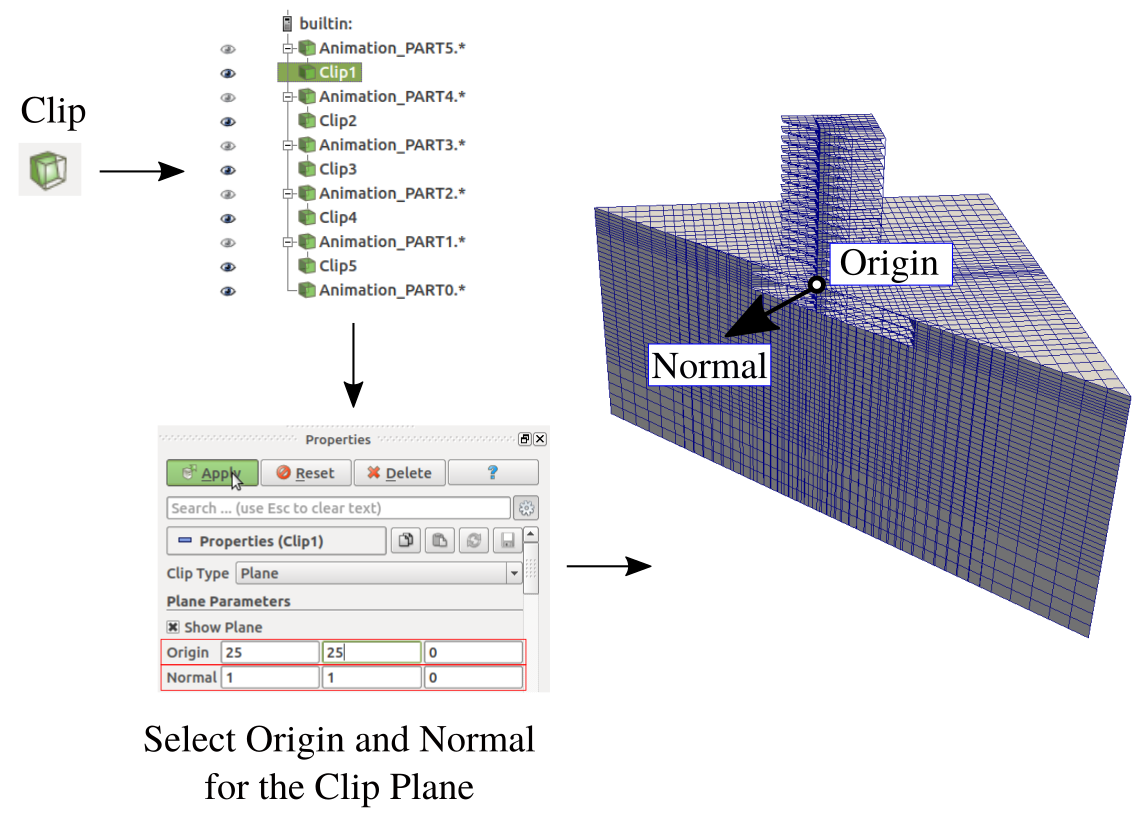 Clip
builtin:
Animation_PART5.*
Clip1
Animation_PART4.*
Clip2
Animation_PART3.*
Clip3
Animation_PART2.*
Clip4
Animation_PART1.*
Clip5
Animation_PART0.*
Origin
Normal
Properties
Apply Reset Delete ?
Search ... (use Esc to clear text)
Properties (Clip1)
Clip Type Plane
Plane Parameters
Show Plane
Origin 25 25 0
Normal 1 1 0
Select Origin and Normal
for the Clip Plane